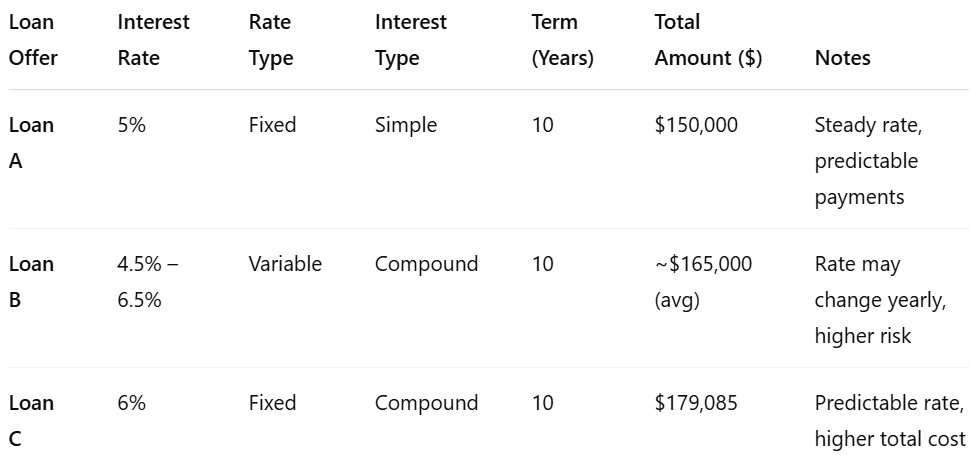 Loan Offer | Interest Rate | Rate Type | Interest Type | Term (Years) | Total Amount ($) | Notes
Loan A | 5% | Fixed | Simple | 10 | $150,000 | Steady rate, predictable payments
Loan B | 4.5% – 6.5% | Variable | Compound | 10 | ~$165,000 (avg) | Rate may change yearly, higher risk
Loan C | 6% | Fixed | Compound | 10 | $179,085 | Predictable rate, higher total cost